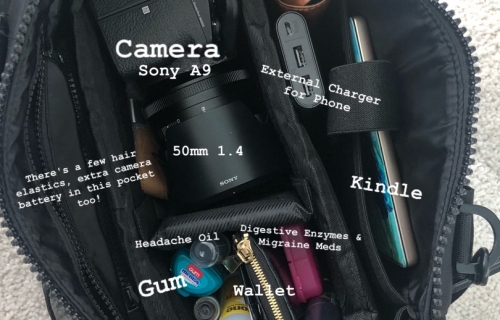 Camera
Sony A9
External Charger
for phone
50mm 1.4
SONY
There's a few hair
elastics, extra camera
battery in this pocket
too!
Kindle
Headache Oil
Digestive Enzymes &
Migraine Meds
Gum
Wallet